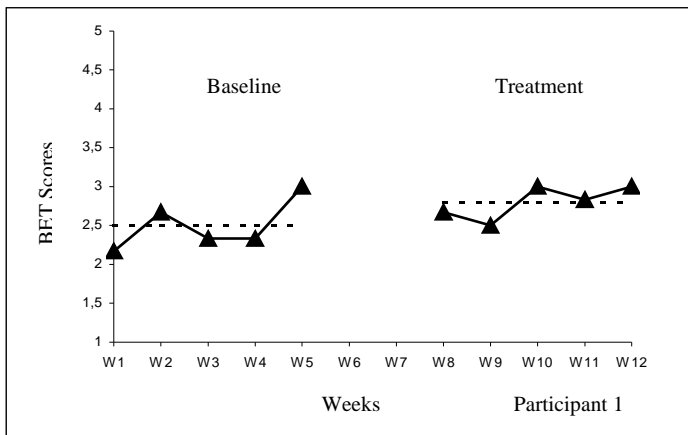 5
4,5
4
3,5
3
2,5
2
1,5
1
BET Scores
Baseline
Treatment
W1 W2 W3 W4 W5 W6 W7 W8 W9 W10 W11 W12
Weeks
Participant 1